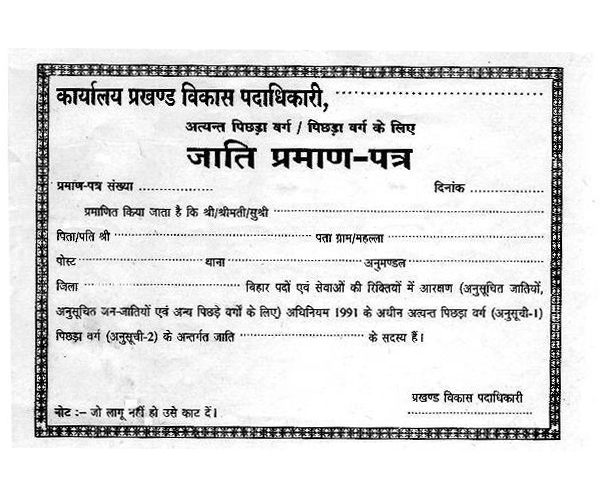 कार्यालय प्रखण्ड विकास पदाधिकारी, ........................................
अत्यन्त पिछड़ा वर्ग / पिछड़ा वर्ग के लिए
जाति प्रमाण-पत्र
प्रमाण-पत्र संख्या .................... दिनांक ....................
प्रमाणित किया जाता है कि श्री/श्रीमती/सुश्री ........................................
पिता/पति श्री ........................................ पता ग्राम/महल्ला ........................................
पोस्ट ........................................ थाना ........................................ अनुमण्डल ........................................
जिला ........................................ बिहार पदों एवं सेवाओं की रिक्तियों में आरक्षण (अनुसूचित जातियों,
अनुसूचित जन-जातियों एवं अन्य पिछड़े वर्गों के लिए) अधिनियम 1991 के अधीन अत्यन्त पिछड़ा वर्ग (अनुसूची-1)
पिछड़ा वर्ग (अनुसूची-2) के अन्तर्गत जाति ........................................ के सदस्य हैं।
प्रखण्ड विकास पदाधिकारी
नोट :- जो लागू नहीं हो उसे काट दें।